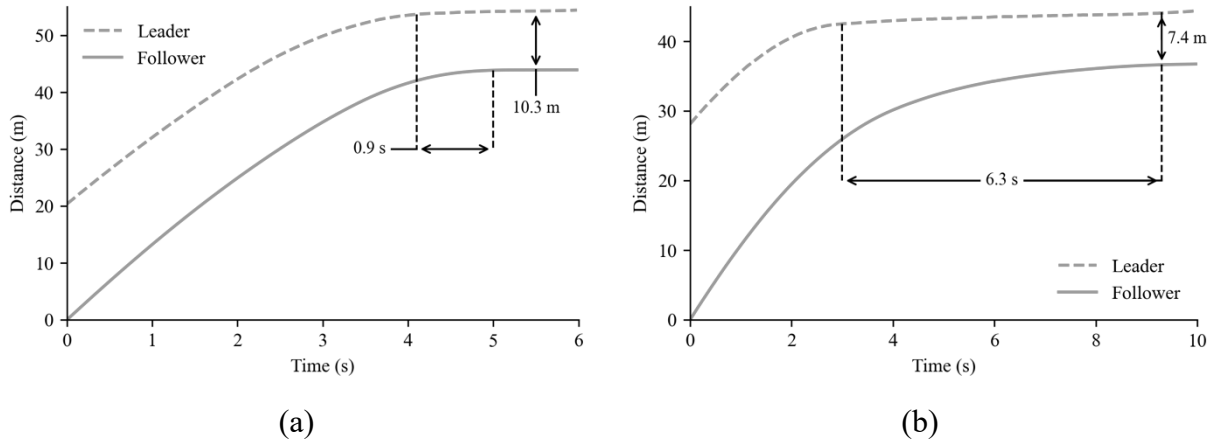 50
40
30
20
10
0
Distance (m)
Leader
Follower
0.9 s
10.3 m
0 1 2 3 4 5 6
Time (s)
(a)
40
30
20
10
0
Distance (m)
7.4 m
6.3 s
Leader
Follower
0 2 4 6 8 10
Time (s)
(b)